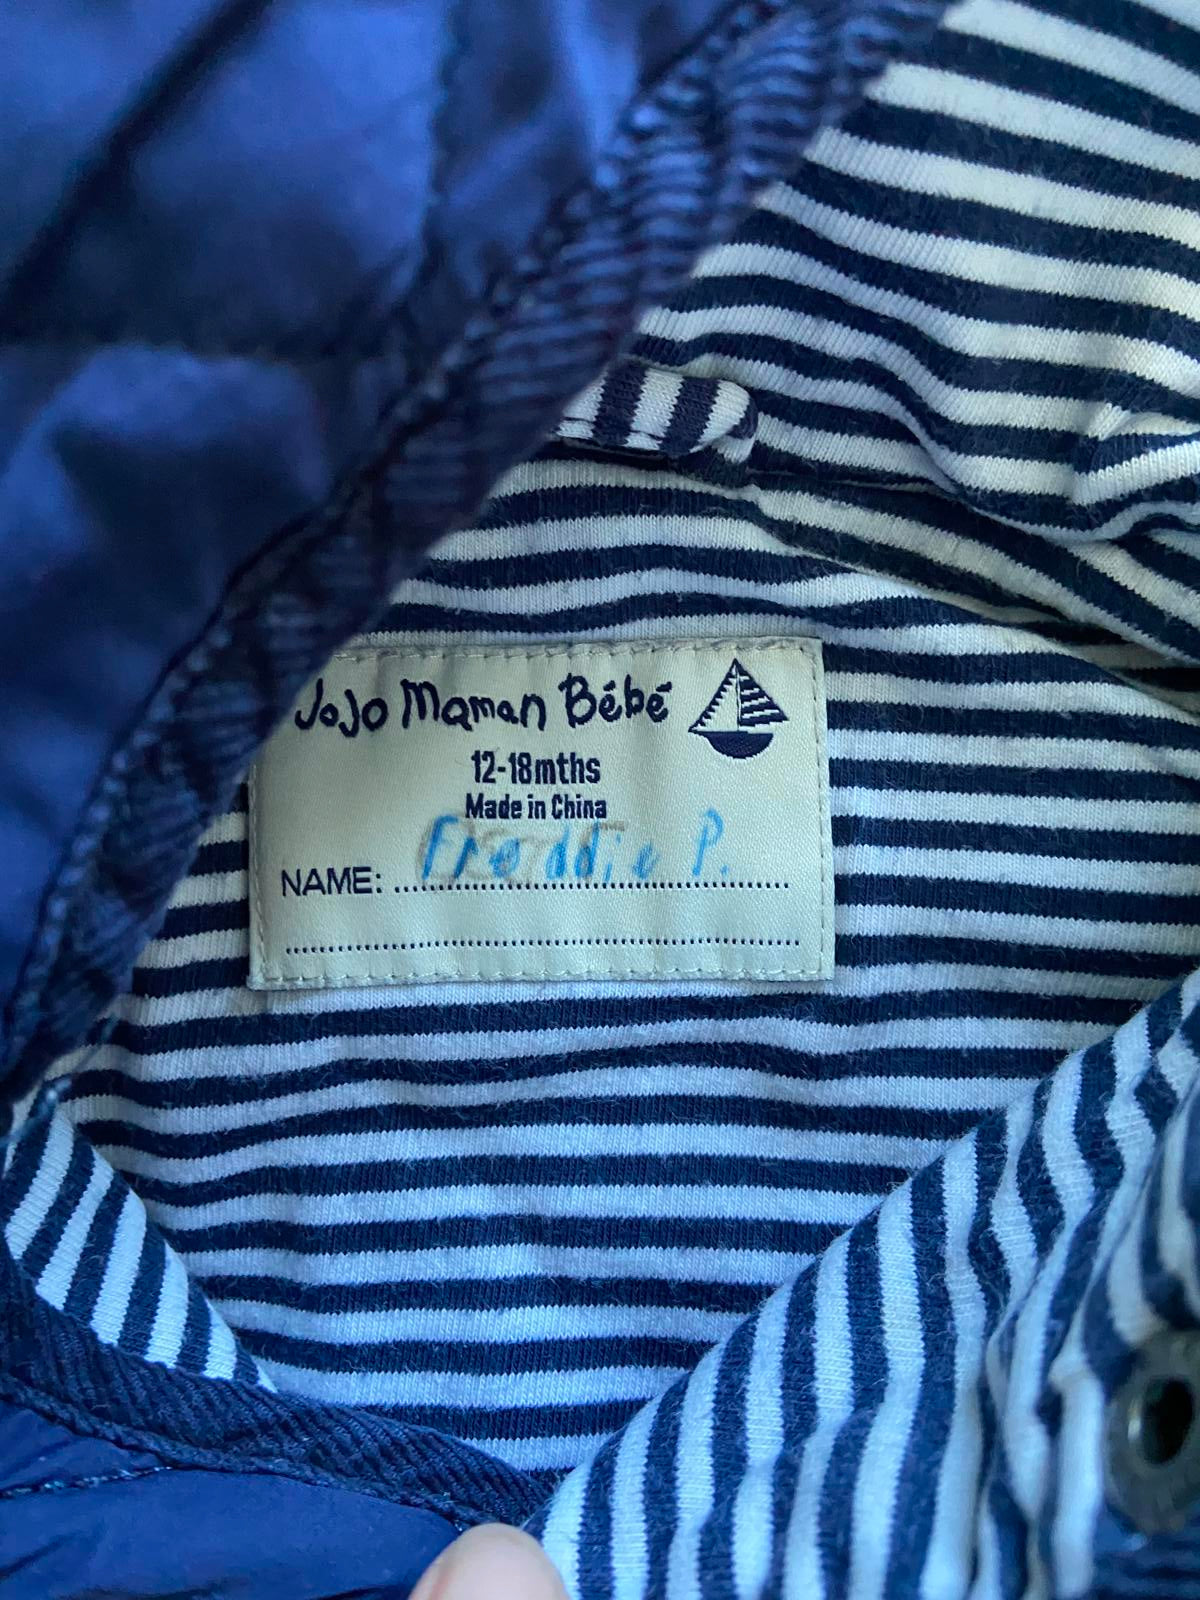 JoJo Maman Bébé
12-18mths
Made in China
NAME: Freddie P.